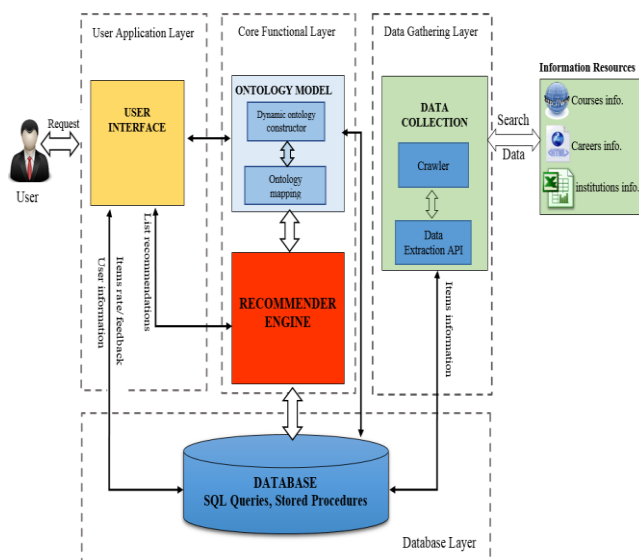 User Application Layer
Core Functional Layer
Data Gathering Layer
Information Resources
Courses info.
Careers info.
institutions info.
Request
User
USER
INTERFACE
ONTOLOGY MODEL
Dynamic ontology
constructor
Ontology
mapping
DATA
COLLECTION
Crawler
Data
Extraction API
Search
Data
RECOMMENDER
ENGINE
List recommendations
Items rate/ feedback
User information
Items information
DATABASE
SQL Queries, Stored Procedures
Database Layer